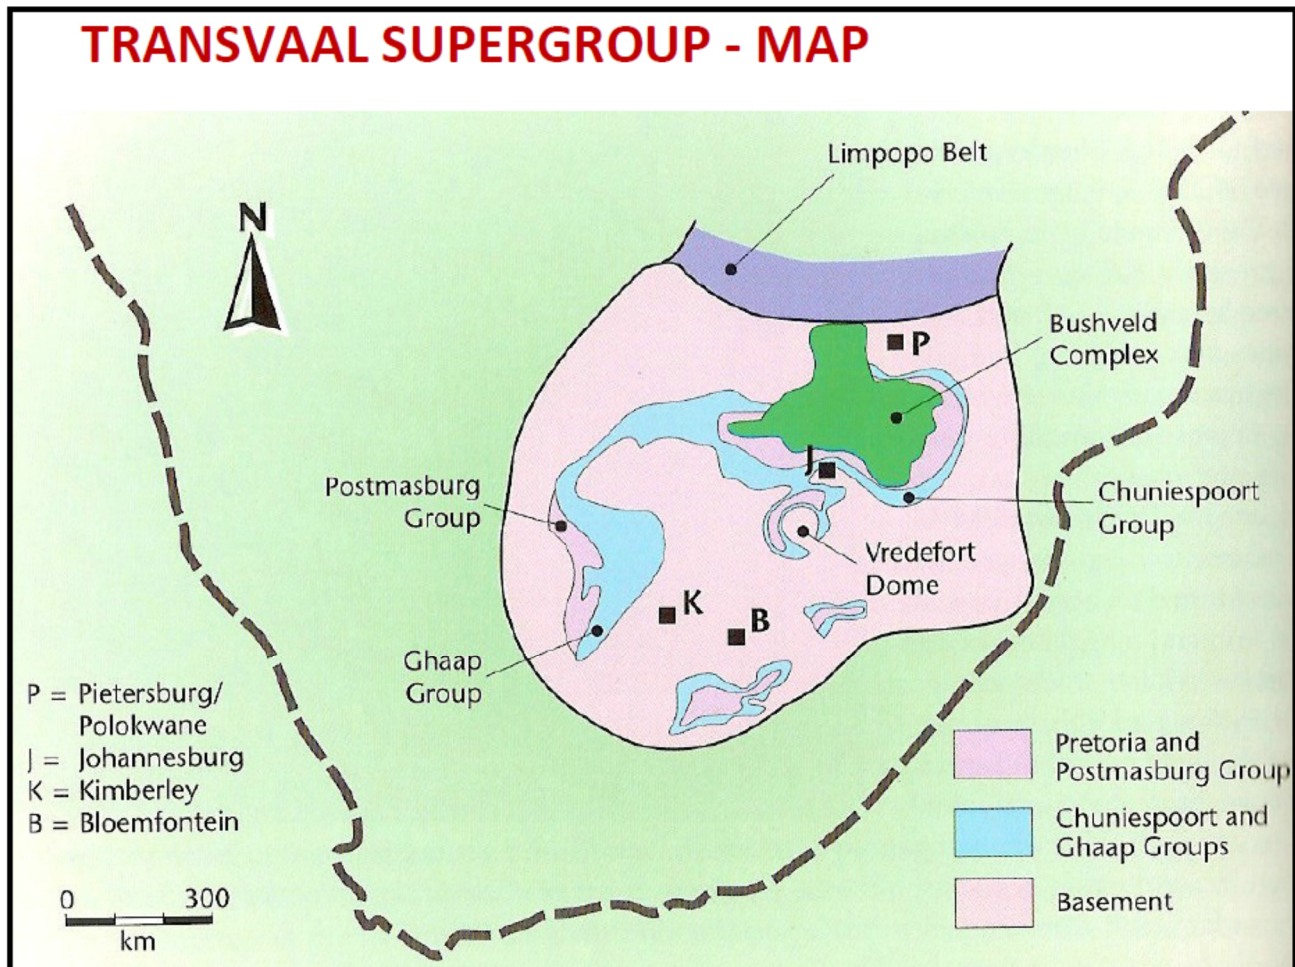 TRANSVAAL SUPERGROUP - MAP
Limpopo Belt
N
P
Bushveld
Complex
J
Postmasburg
Group
Chuniespoort
Group
Vredefort
Dome
K
B
Ghaap
Group
P = Pietersburg/
Polokwane
J = Johannesburg
K = Kimberley
B = Bloemfontein
0 300
km
Pretoria and
Postmasburg Group
Chuniespoort and
Ghaap Groups
Basement